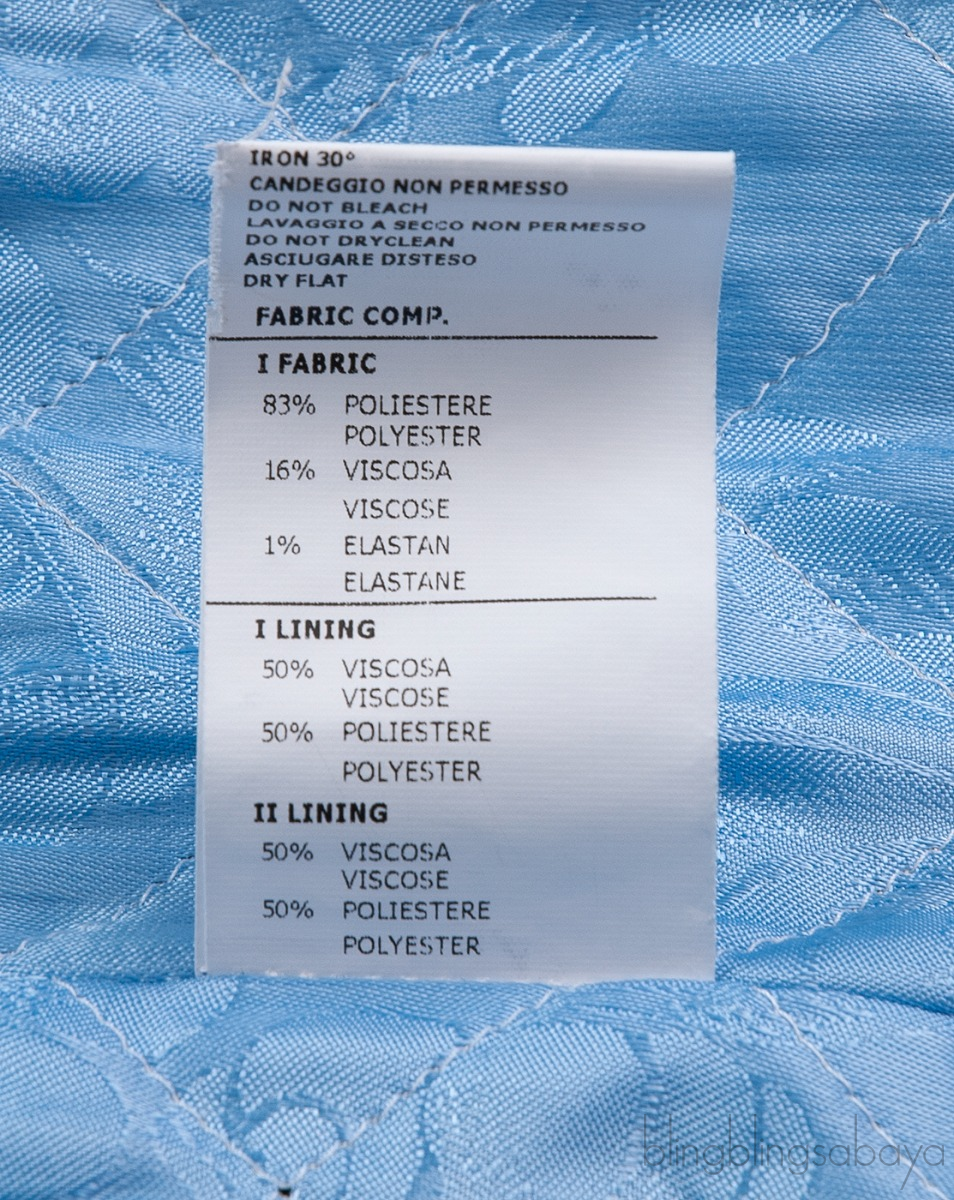 IRON 30°
CANDEGGIO NON PERMESSO
DO NOT BLEACH
LAVAGGIO A SECCO NON PERMESSO
DO NOT DRYCLEAN
ASCIUGARE DISTESO
DRY FLAT
FABRIC COMP.
I FABRIC
83% POLIESTERE
POLYESTER
16% VISCOSA
VISCOSE
1% ELASTAN
ELASTANE
I LINING
50% VISCOSA
VISCOSE
50% POLIESTERE
POLYESTER
II LINING
50% VISCOSA
VISCOSE
50% POLIESTERE
POLYESTER
blingblingsabaya